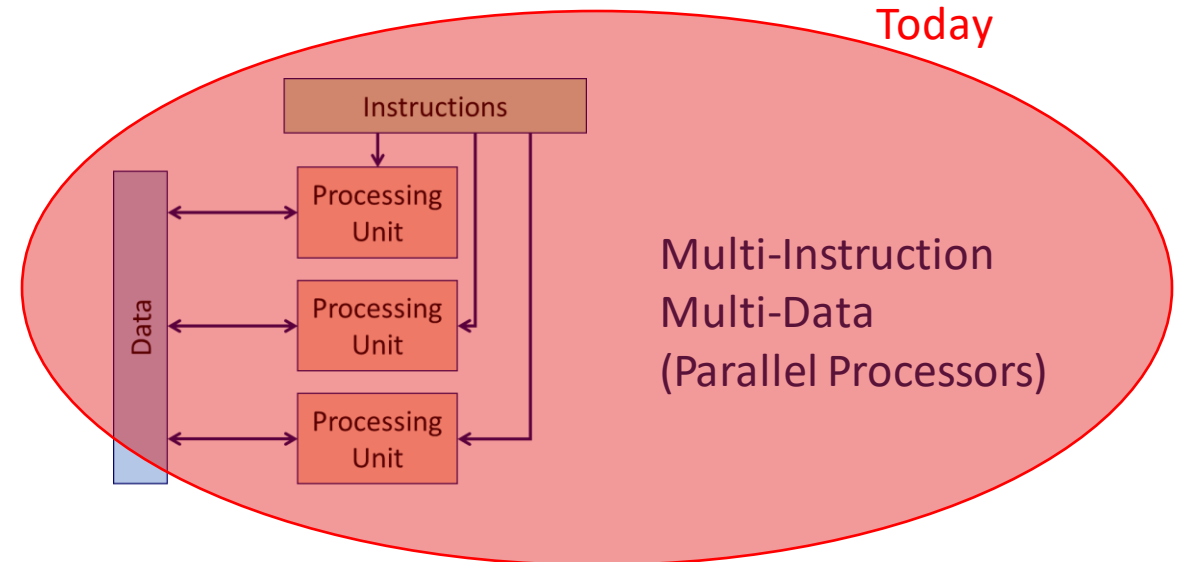 Today
Instructions
Processing
Unit
Processing
Unit
Processing
Unit
Data
Multi-Instruction
Multi-Data
(Parallel Processors)